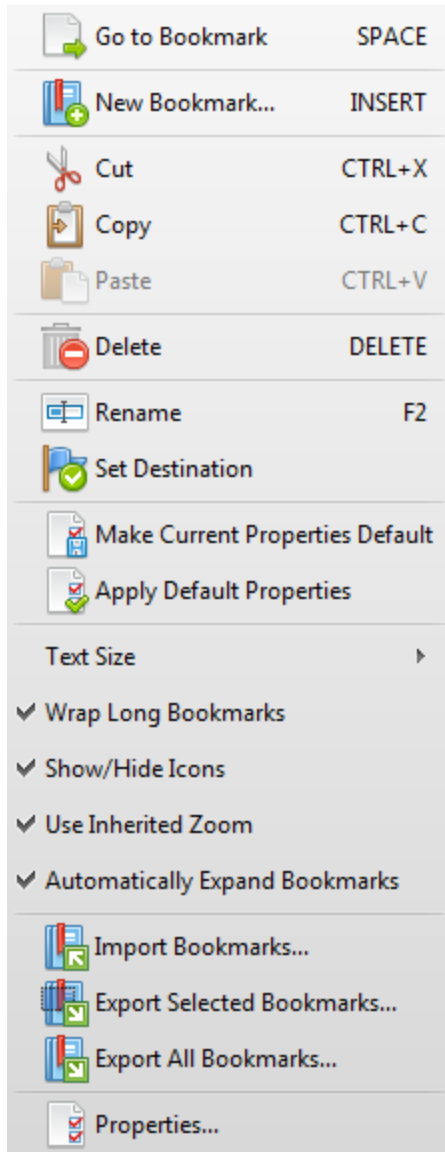 Go to Bookmark SPACE
New Bookmark... INSERT
Cut CTRL+X
Copy CTRL+C
Paste CTRL+V
Delete DELETE
Rename F2
Set Destination
Make Current Properties Default
Apply Default Properties
Text Size
Wrap Long Bookmarks
Show/Hide Icons
Use Inherited Zoom
Automatically Expand Bookmarks
Import Bookmarks...
Export Selected Bookmarks...
Export All Bookmarks...
Properties...